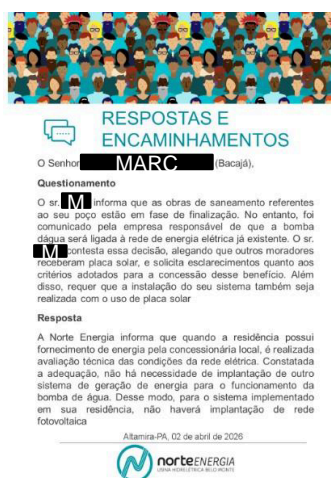 RESPOSTAS E
ENCAMINHAMENTOS
O Senhor MARC (Bacajá),
Questionamento
O sr. M informa que as obras de saneamento referentes
ao seu poço estão em fase de finalização. No entanto, foi
comunicado pela empresa responsável de que a bomba
dágua será ligada à rede de energia elétrica já existente. O sr.
M contesta essa decisão, alegando que outros moradores
receberam placa solar, e solicita esclarecimentos quanto aos
critérios adotados para a concessão desse benefício. Além
disso, requer que a instalação do seu sistema também seja
realizada com o uso de placa solar
Resposta
A Norte Energia informa que quando a residência possui
fornecimento de energia pela concessionária local, é realizada
avaliação técnica das condições da rede elétrica. Constatada
a adequação, não há necessidade de implantação de outro
sistema de geração de energia para o funcionamento da
bomba de água. Desse modo, para o sistema implementado
em sua residência, não haverá implantação de rede
fotovoltaica
Altamira-PA, 02 de abril de 2026
norteENERGIA
USINA HIDRELÉTRICA BELO MONTE